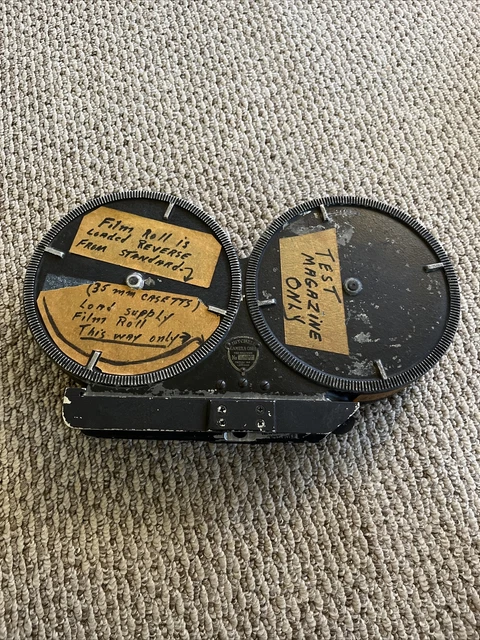 Film Roll is
Loaded Reverse
From Standard.
(35 mm Casetts)
Load Supply
Film Roll
This way only
TEST
MAGAZINE
ONLY